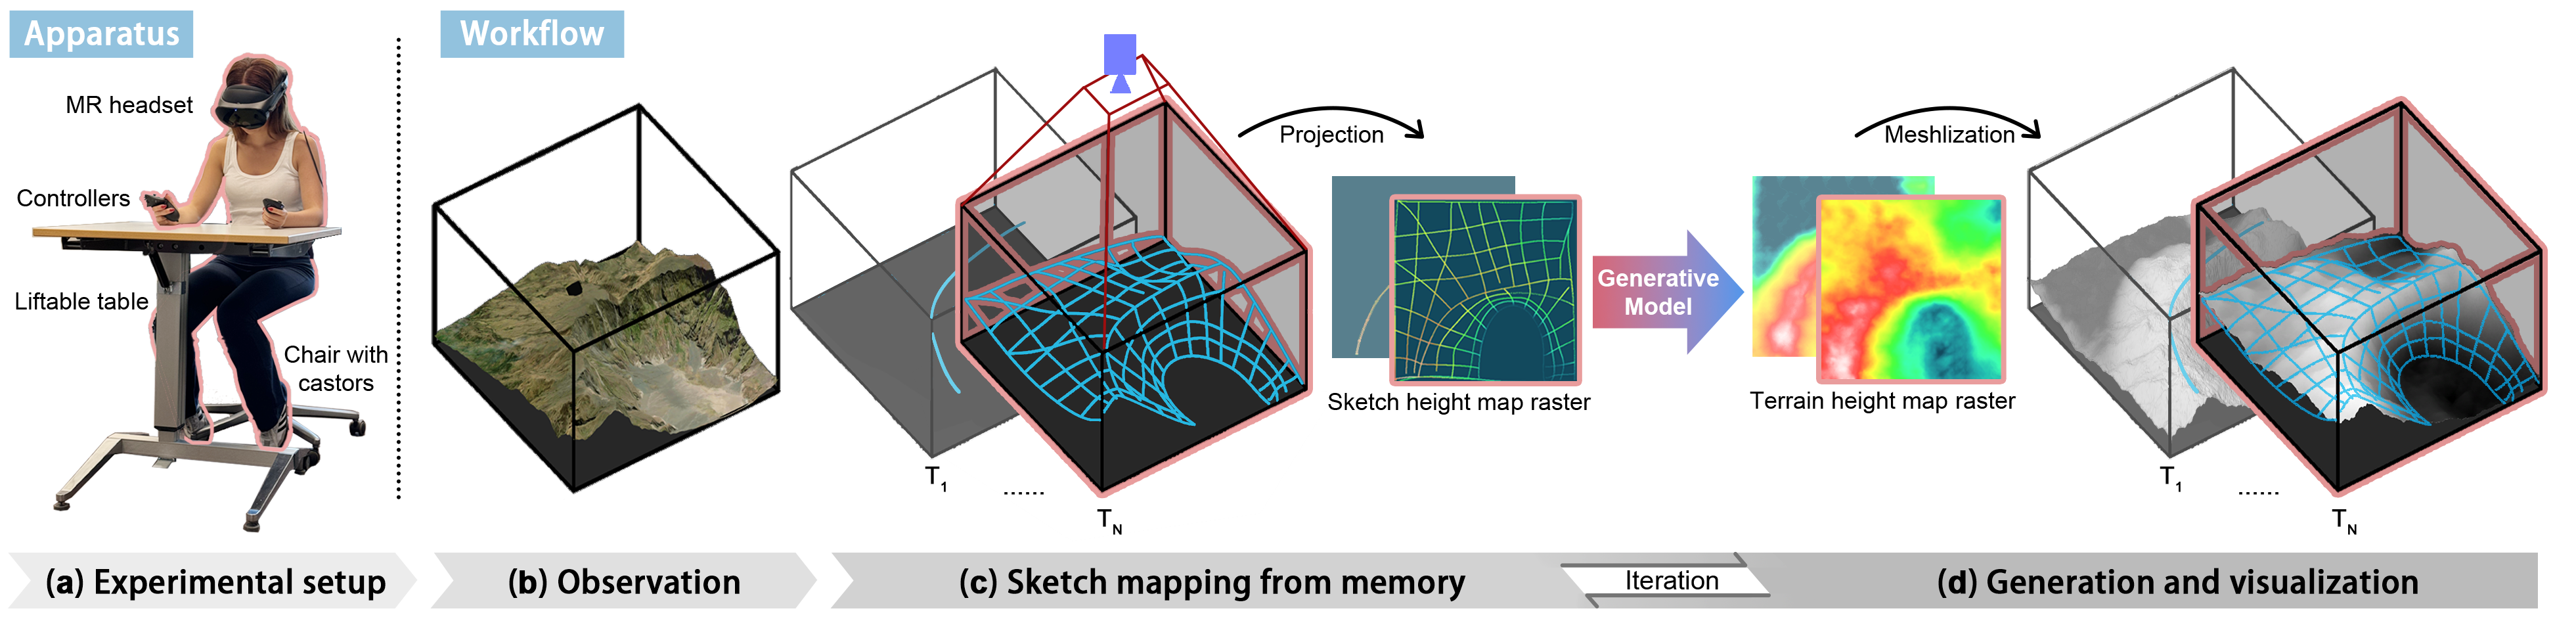 Apparatus
MR headset
Controllers
Liftable table
Chair with
castors
Workflow
Projection
Sketch height map raster
T1
......
TN
Generative
Model
Meshlization
Terrain height map raster
T1
......
TN
(a) Experimental setup
(b) Observation
(c) Sketch mapping from memory
Iteration
(d) Generation and visualization